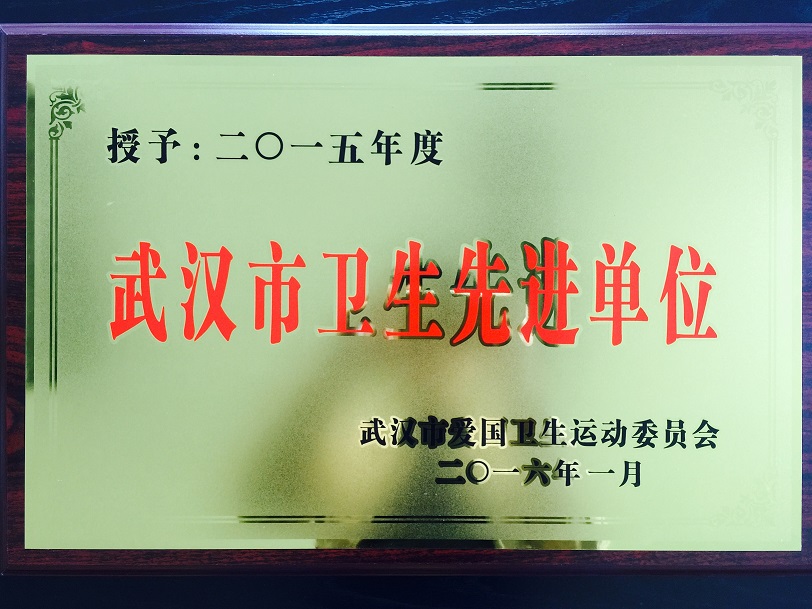 授予：二〇一五年度
武汉市卫生先进单位
武汉市爱国卫生运动委员会
二〇一六年一月